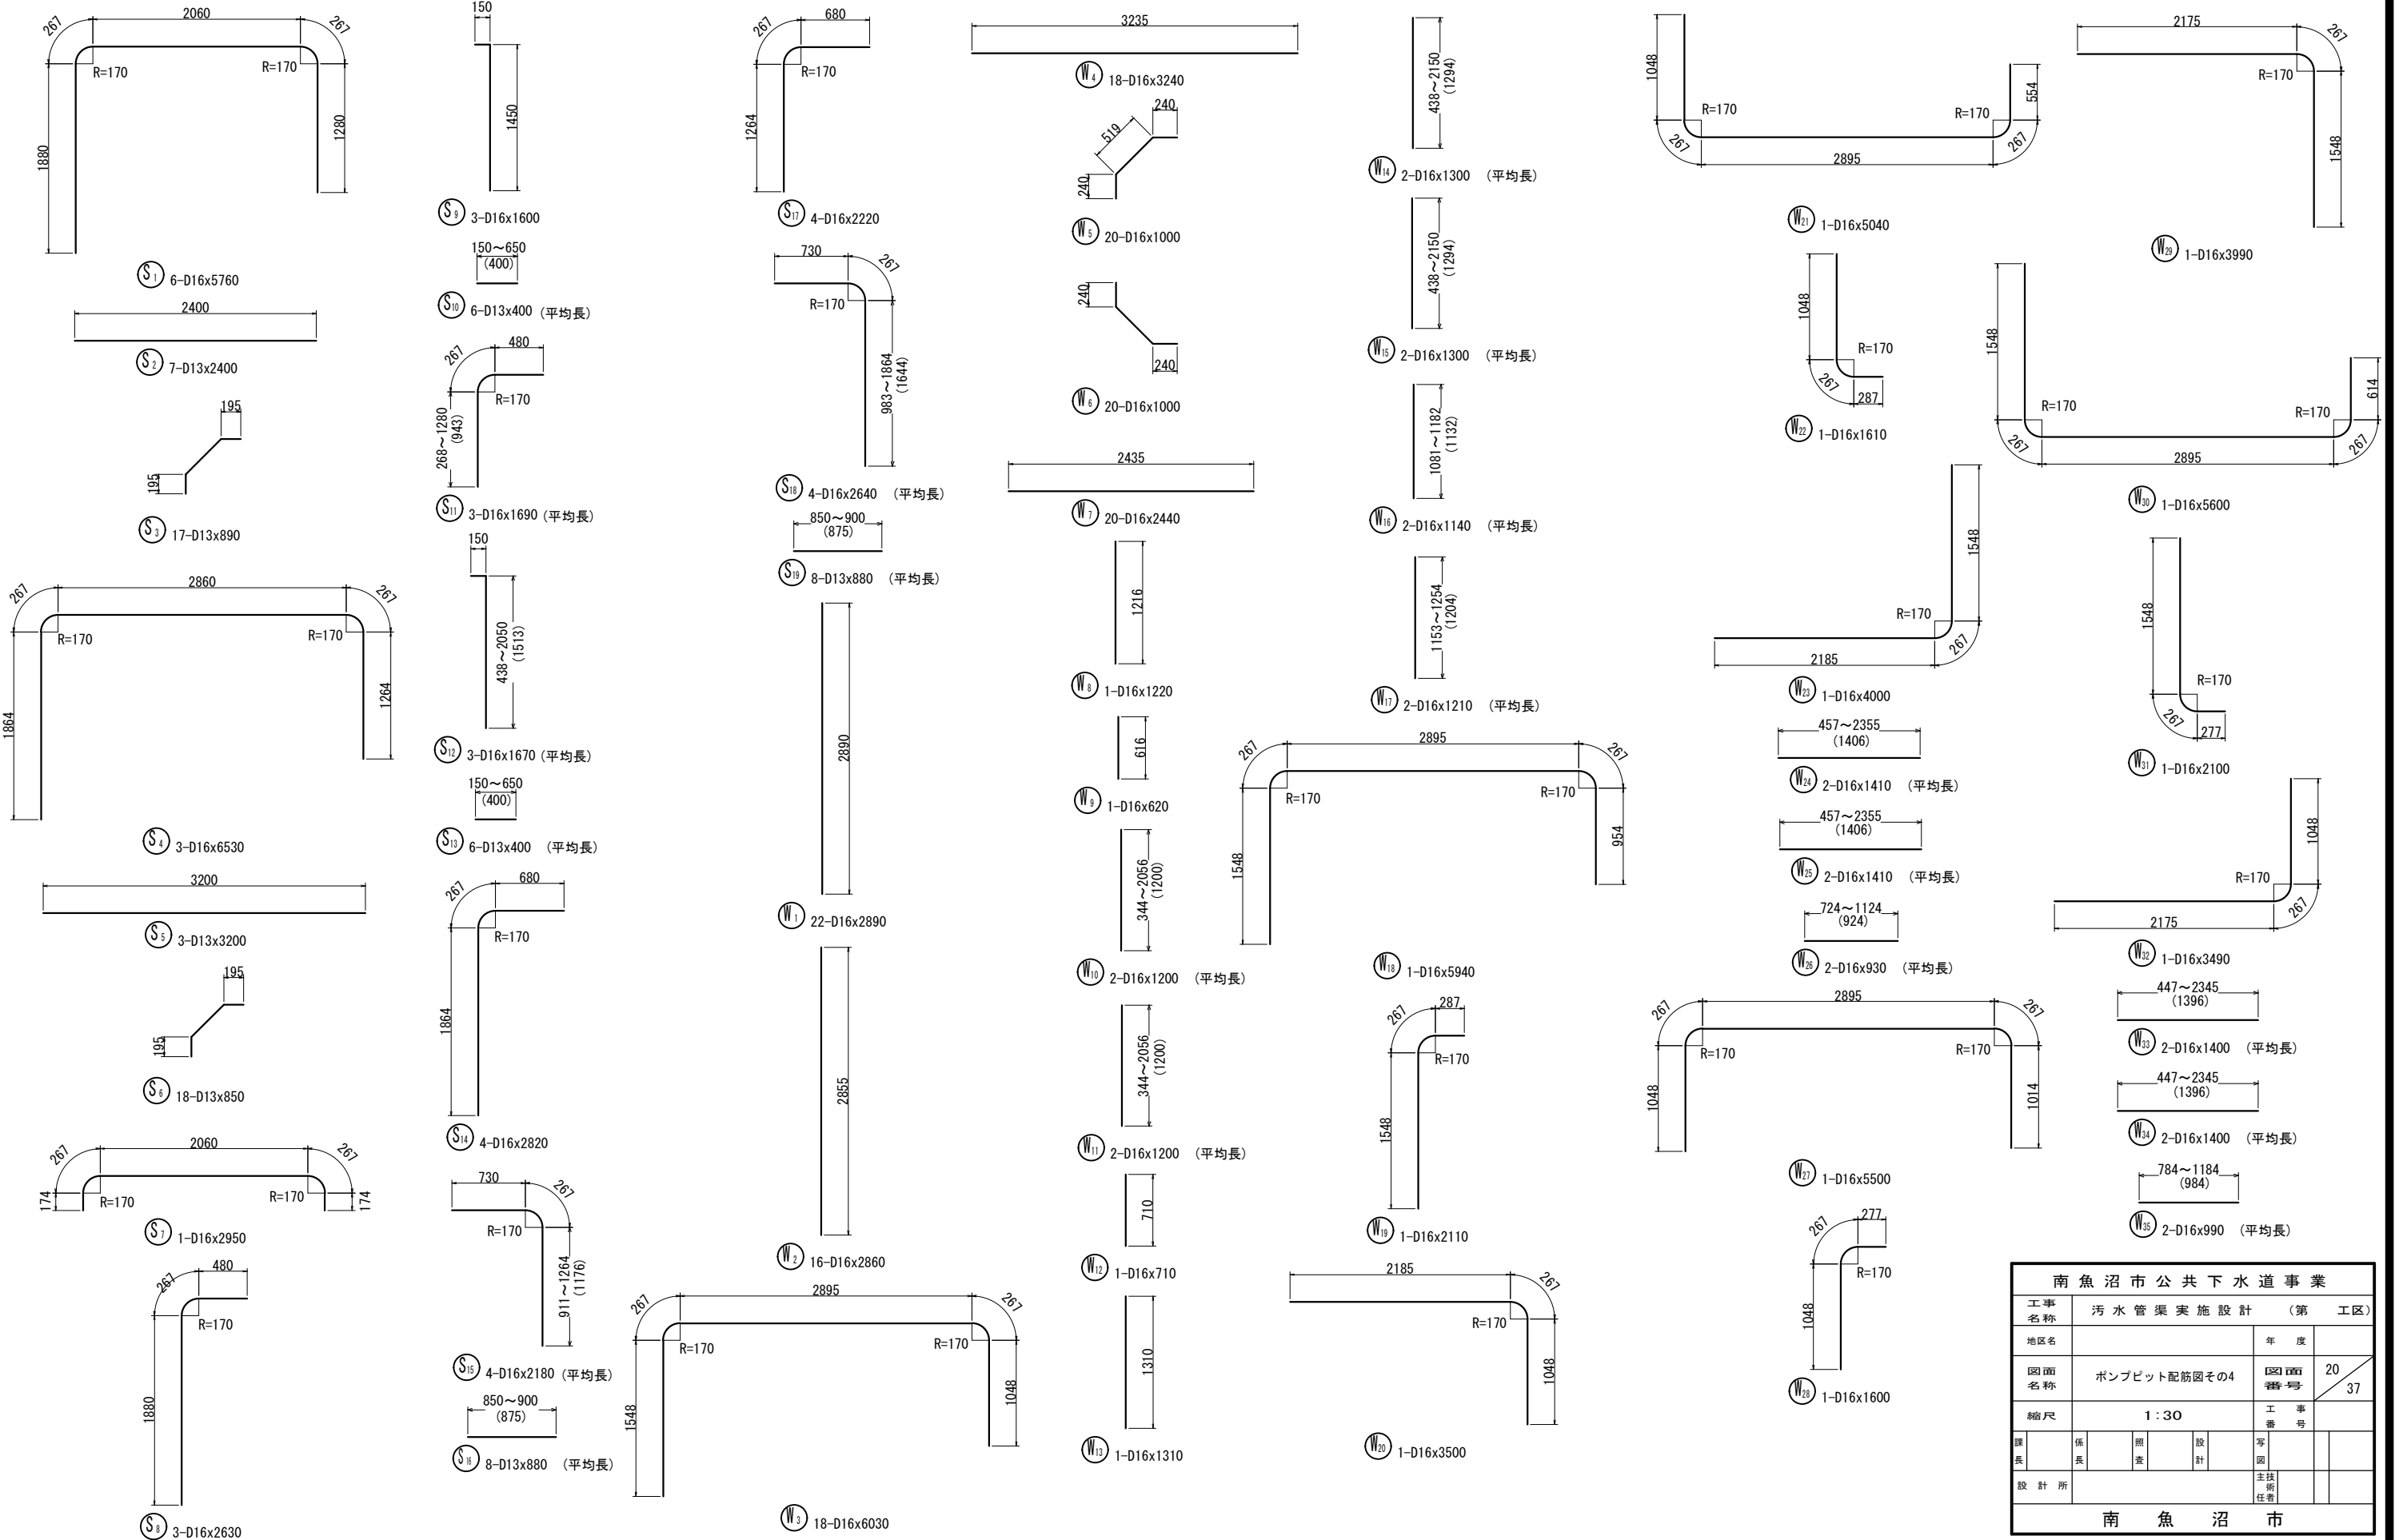 2060
267
267
R=170
R=170
1880
1280
S1 6-D16x5760
2400
S2 7-D13x2400
195
195
S3 17-D13x890
2860
267
267
R=170
R=170
1864
1264
S4 3-D16x6530
3200
S5 3-D13x3200
195
195
S6 18-D13x850
2060
267
267
174
R=170
R=170
174
S7 1-D16x2950
480
267
R=170
1880
S8 3-D16x2630
150
1450
S9 3-D16x1600
150～650
(400)
S10 6-D13x400 (平均長)
480
267
R=170
268～1280
(943)
S11 3-D16x1690 (平均長)
150
438～2050
(1513)
S12 3-D16x1670 (平均長)
150～650
(400)
S13 6-D13x400 (平均長)
680
267
R=170
1864
S14 4-D16x2820
730
267
R=170
911～1264
(1176)
S15 4-D16x2180 (平均長)
850～900
(875)
S16 8-D13x880 (平均長)
680
267
R=170
1264
S17 4-D16x2220
730
267
R=170
983～1864
(1644)
S18 4-D16x2640 (平均長)
850～900
(875)
S19 8-D13x880 (平均長)
2890
W1 22-D16x2890
2855
W2 16-D16x2860
2895
267
267
R=170
R=170
1548
1048
W3 18-D16x6030
3235
W4 18-D16x3240
240
519
240
W5 20-D16x1000
240
240
W6 20-D16x1000
2435
W7 20-D16x2440
1216
W8 1-D16x1220
616
W9 1-D16x620
344～2056
(1200)
W10 2-D16x1200 (平均長)
344～2056
(1200)
W11 2-D16x1200 (平均長)
710
W12 1-D16x710
1310
W13 1-D16x1310
438～2150
(1294)
W14 2-D16x1300 (平均長)
438～2150
(1294)
W15 2-D16x1300 (平均長)
1081～1182
(1132)
W16 2-D16x1140 (平均長)
1153～1254
(1204)
W17 2-D16x1210 (平均長)
2895
267
267
R=170
R=170
1548
954
W18 1-D16x5940
287
267
R=170
1548
W19 1-D16x2110
2185
267
R=170
1048
W20 1-D16x3500
1048
R=170
R=170
554
267
2895
267
W21 1-D16x5040
1048
R=170
267
287
W22 1-D16x1610
1548
R=170
2185
267
W23 1-D16x4000
457～2355
(1406)
W24 2-D16x1410 (平均長)
457～2355
(1406)
W25 2-D16x1410 (平均長)
724～1124
(924)
W26 2-D16x930 (平均長)
2895
267
267
R=170
R=170
1048
1014
W27 1-D16x5500
277
267
R=170
1048
W28 1-D16x1600
2175
267
R=170
1548
W29 1-D16x3990
1548
R=170
R=170
614
267
2895
267
W30 1-D16x5600
1548
R=170
267
277
W31 1-D16x2100
1048
R=170
2175
267
W32 1-D16x3490
447～2345
(1396)
W33 2-D16x1400 (平均長)
447～2345
(1396)
W34 2-D16x1400 (平均長)
784～1184
(984)
W35 2-D16x990 (平均長)
南魚沼市公共下水道事業
工事名称 汚水管渠実施設計 (第 工区)
地区名 年度
図面名称 ポンプピット配筋図その4 図面番号 20/37
縮尺 1:30 工事番号
課長 係長 照査 設計 写図
設計所 主任技術者
南魚沼市